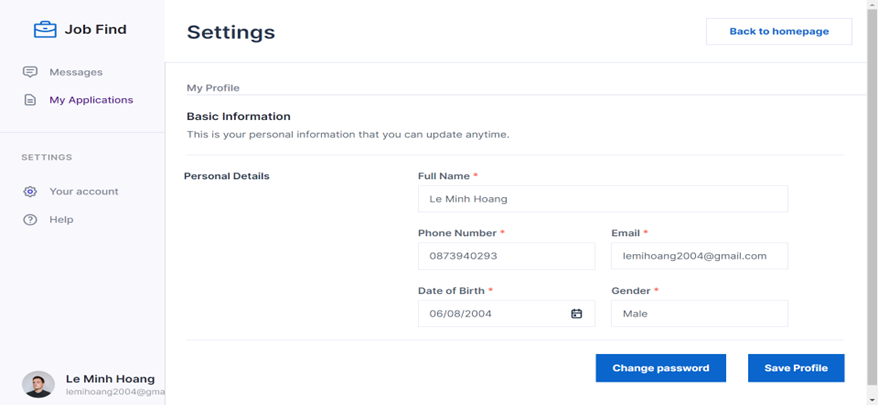 Job Find
Messages
My Applications
SETTINGS
Your account
Help
Le Minh Hoang
lemihoang2004@gma
Settings
Back to homepage
My Profile
Basic Information
This is your personal information that you can update anytime.
Personal Details
Full Name *
Le Minh Hoang
Phone Number * Email *
0873940293 lemihoang2004@gmail.com
Date of Birth * Gender *
06/08/2004 Male
Change password Save Profile